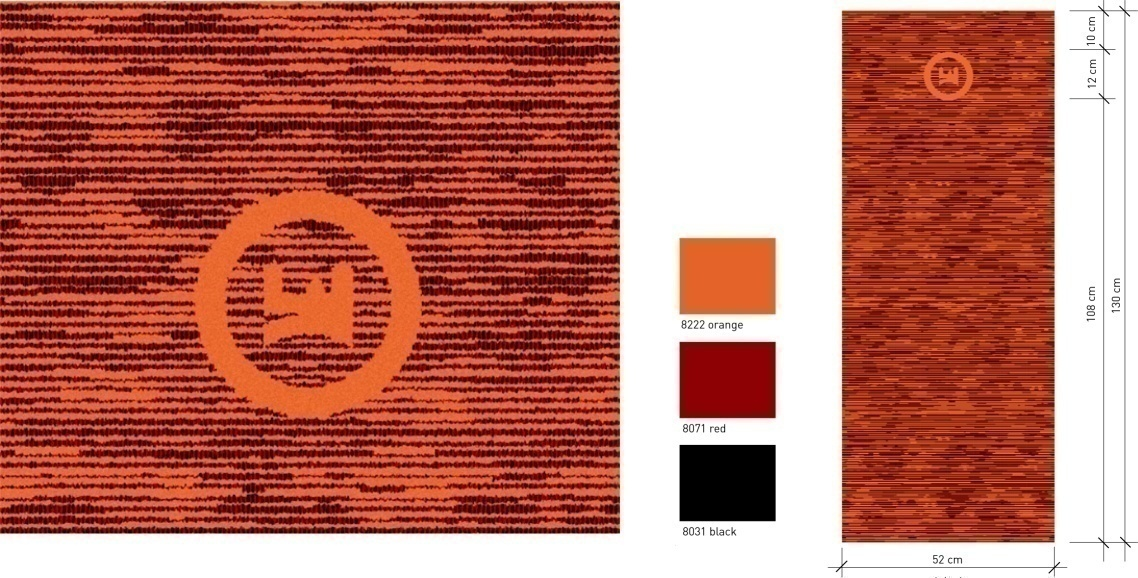 8222 orange
8071 red
8031 black
10 cm
12 cm
108 cm
130 cm
52 cm